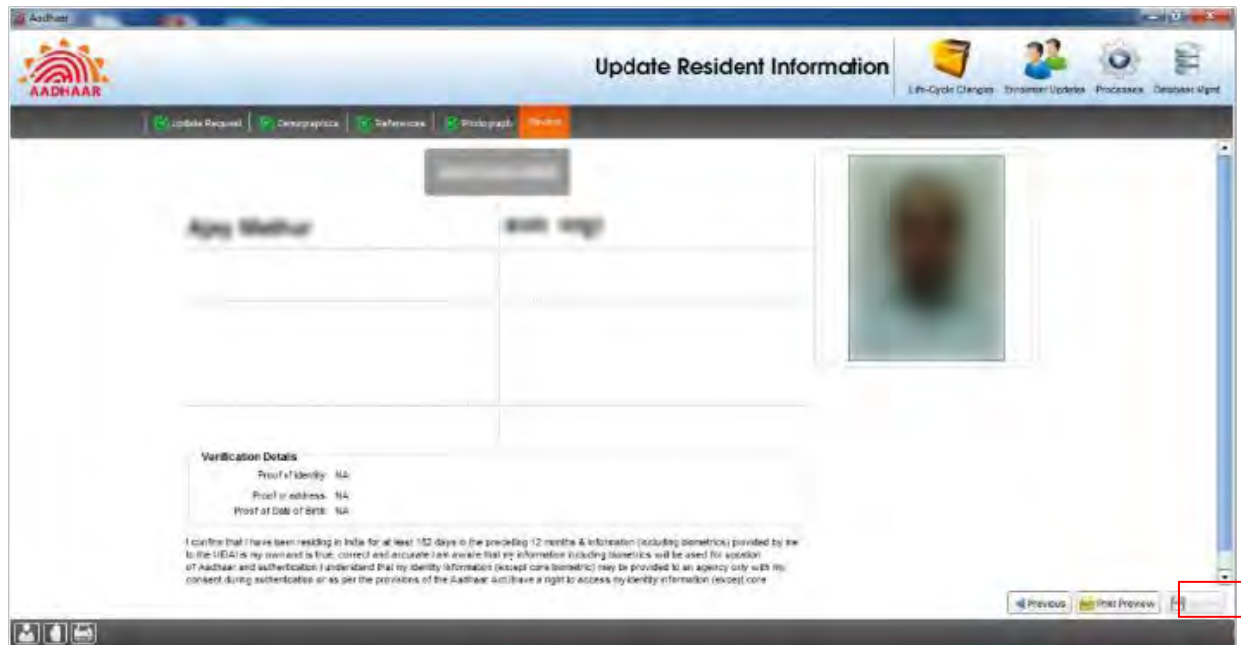 Aadhaar
AADHAAR
Update Resident Information
Life-Cycle Changes Enrolment Updates Processes Database Mgmt
Update Request Demographics References Photograph Review
Verification Details
Proof of Identity NA
Proof of address NA
Proof of Date of Birth NA
I confirm that I have been residing in India for at least 182 days in the preceding 12 months & information (including biometrics) provided by me
to the UIDAI is my own and is true, correct and accurate I am aware that my information including biometrics will be used for
of Aadhaar and authentication I understand that my identity information (except core biometric) may be provided to an agency only with my
consent during authentication or as per the provisions of the Aadhaar Act I have a right to access my identity information (except core
Previous Print Preview